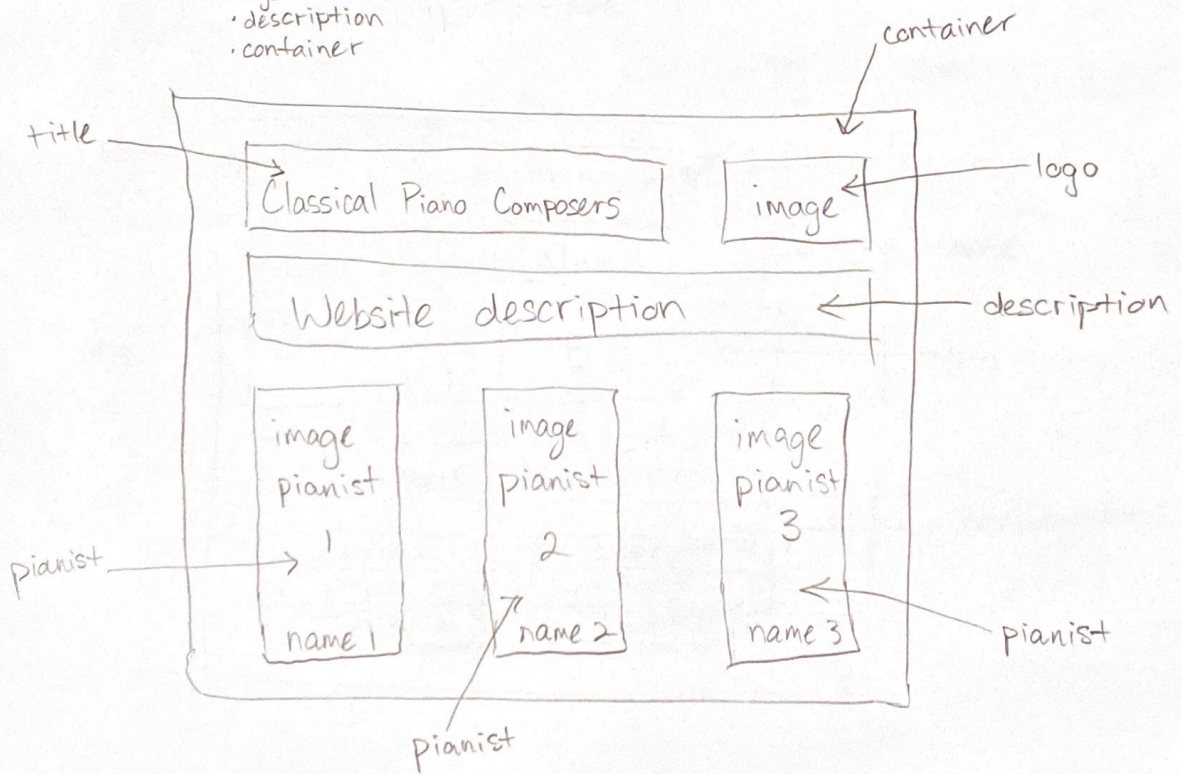 · description
· container
container
title
Classical Piano Composers
image
logo
Website description
description
image
pianist
1
name 1
image
pianist
2
name 2
image
pianist
3
name 3
pianist
pianist
pianist